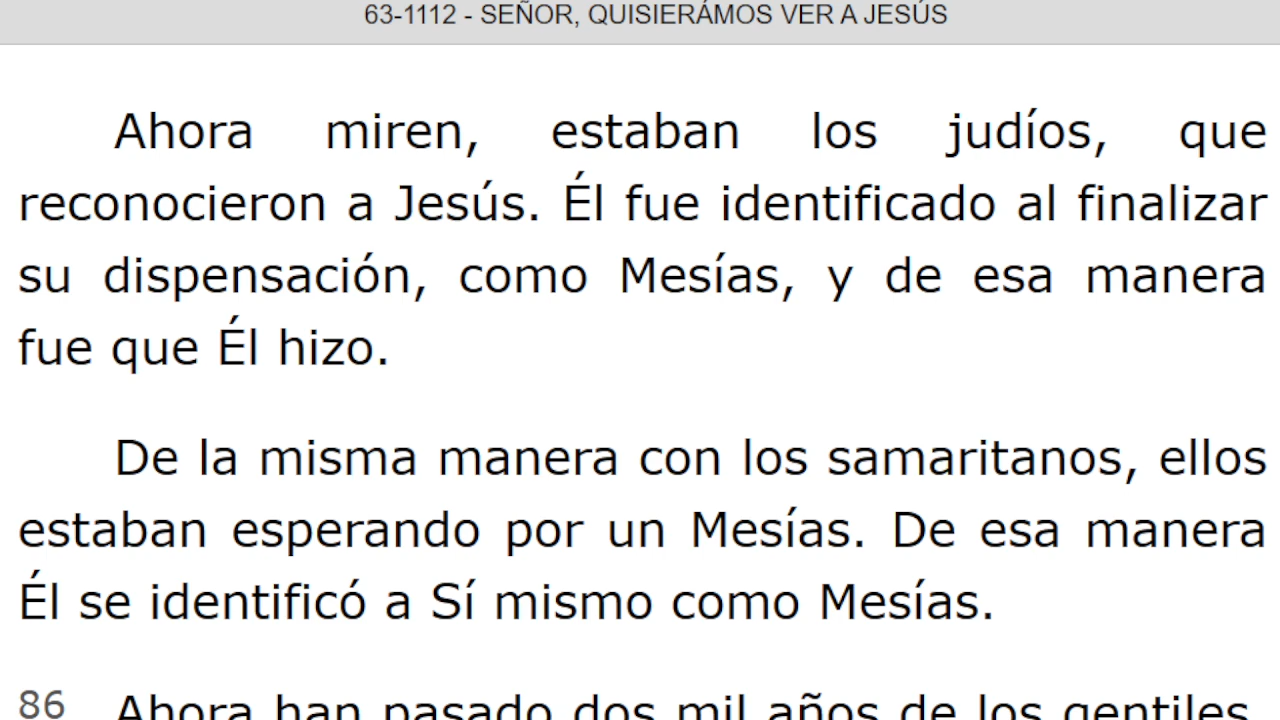 63-1112 - SEÑOR, QUISIERÁMOS VER A JESÚS
Ahora miren, estaban los judíos, que
reconocieron a Jesús. Él fue identificado al finalizar
su dispensación, como Mesías, y de esa manera
fue que Él hizo.
De la misma manera con los samaritanos, ellos
estaban esperando por un Mesías. De esa manera
Él se identificó a Sí mismo como Mesías.
86 Ahora han pasado dos mil años de los gentiles,